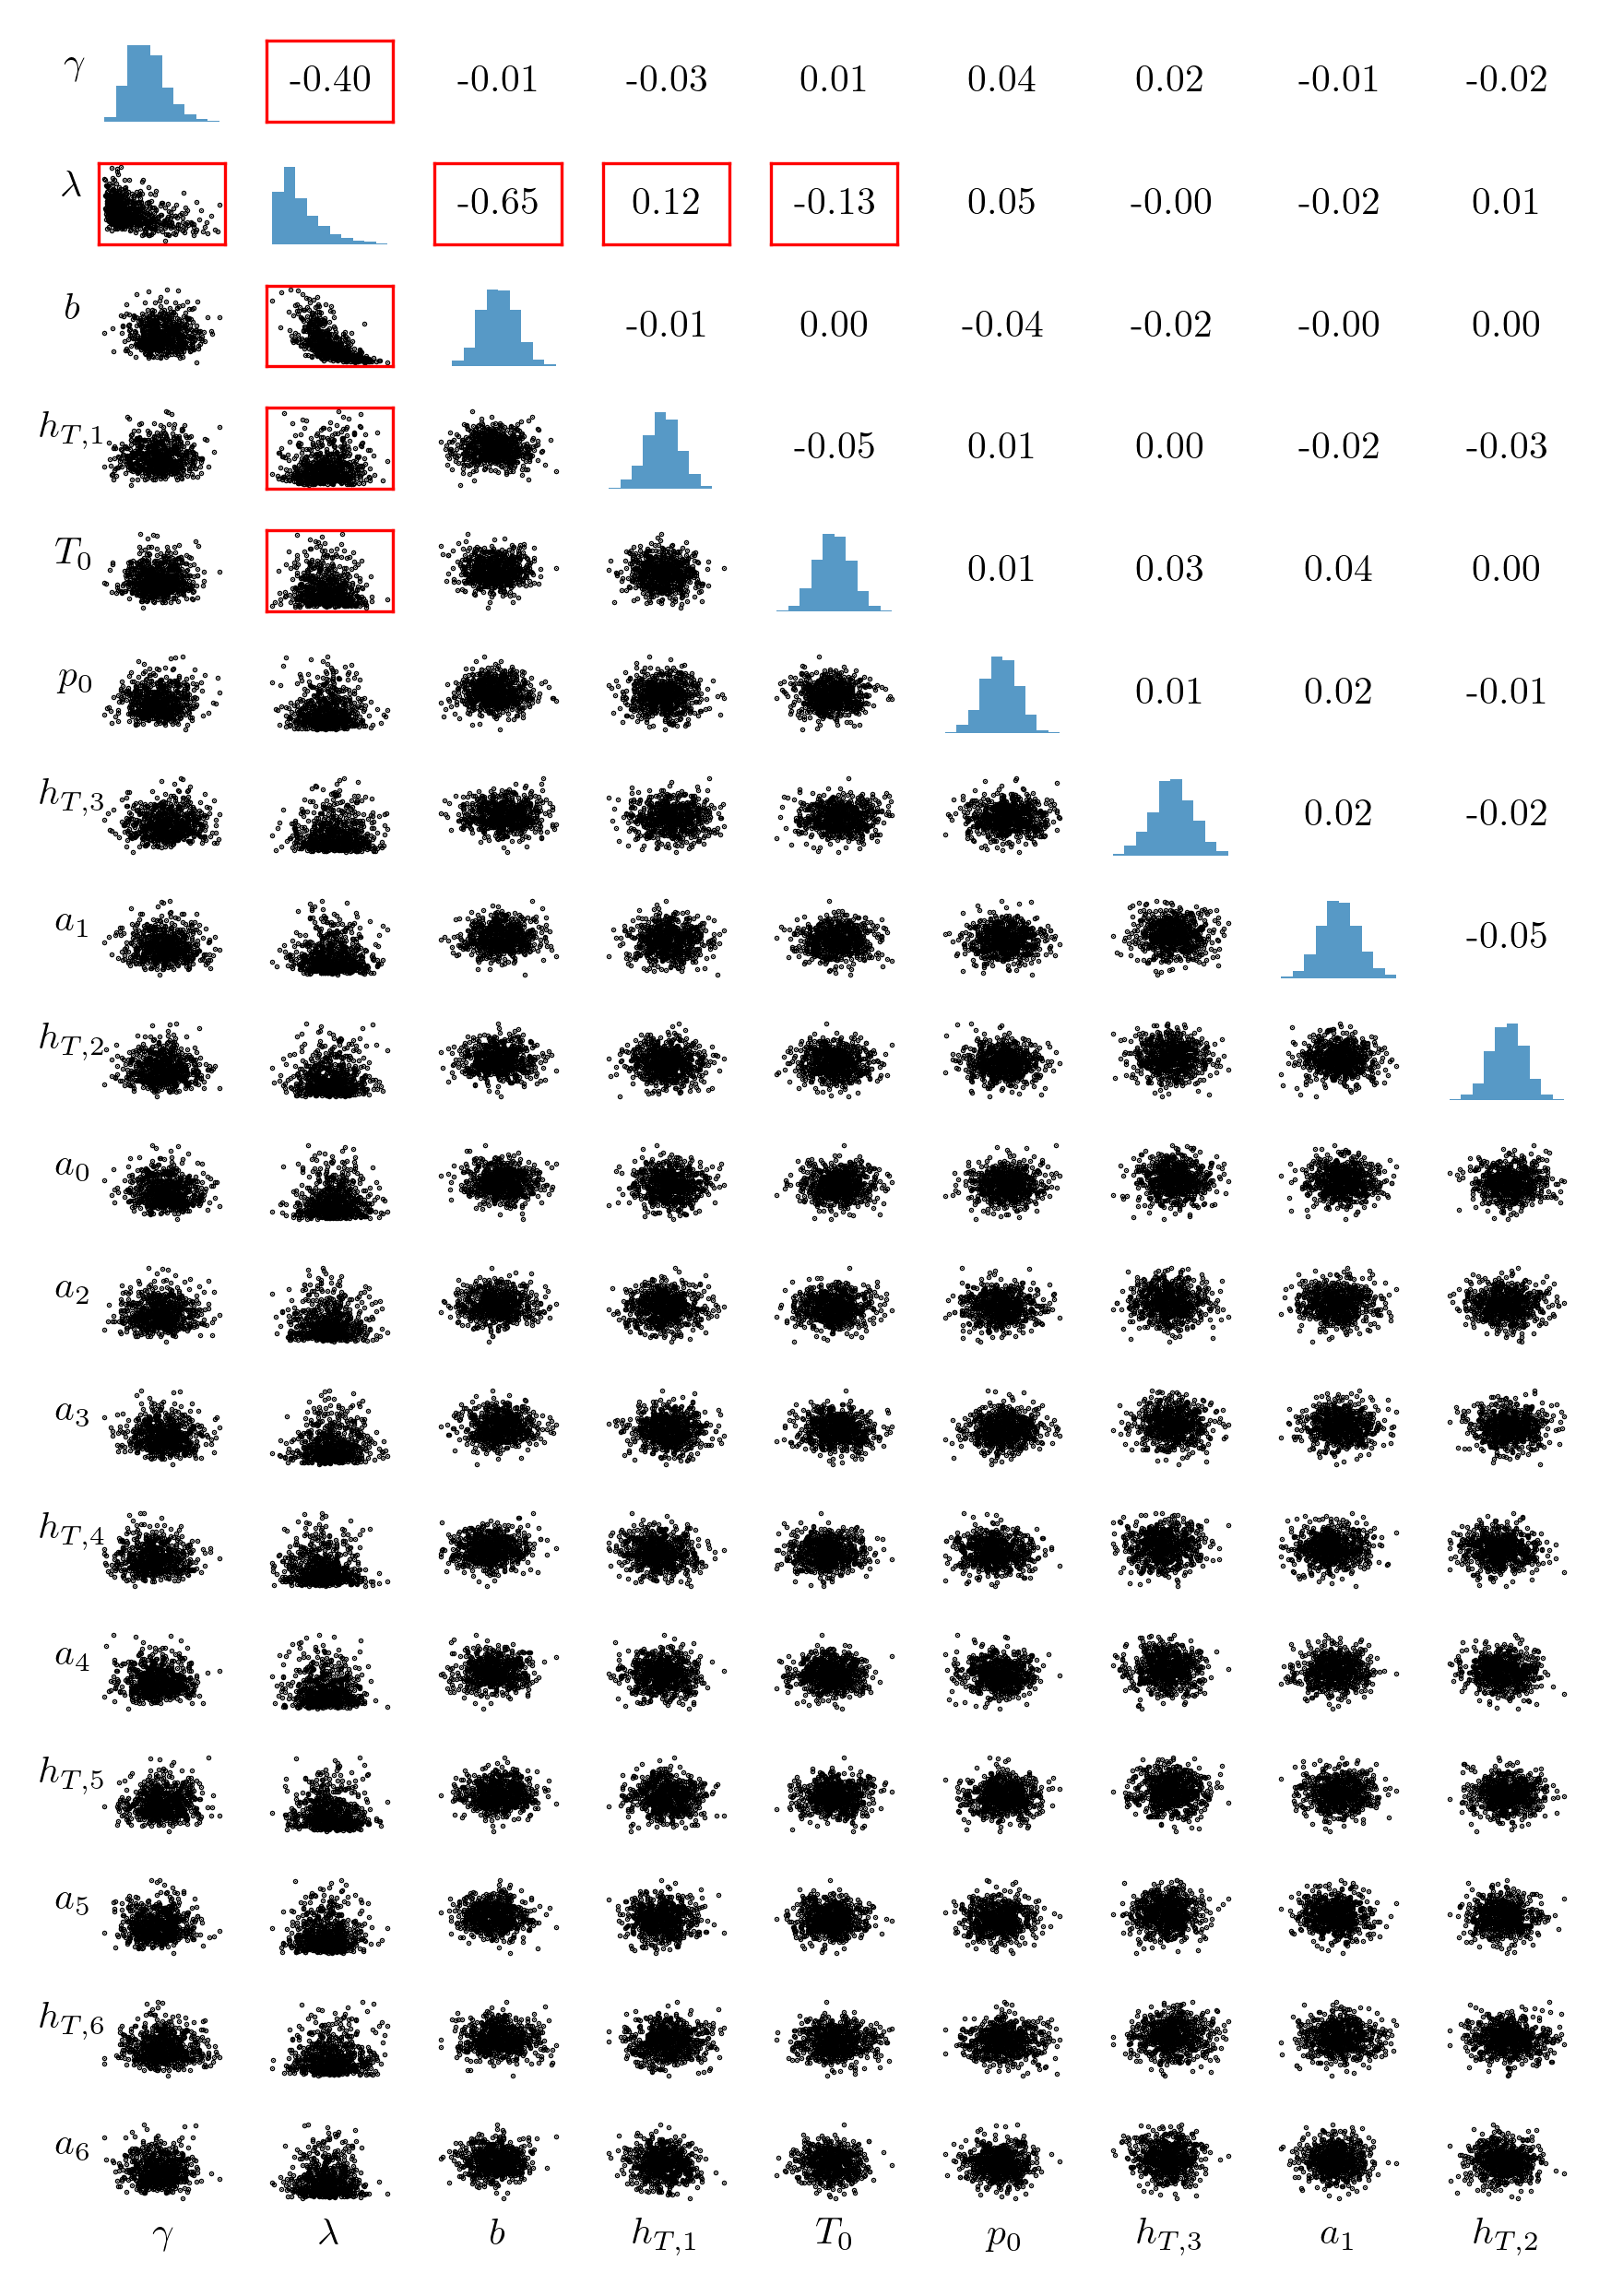 γ -0.40 -0.01 -0.03 0.01 0.04 0.02 -0.01 -0.02
λ -0.65 0.12 -0.13 0.05 -0.00 -0.02 0.01
b -0.01 0.00 -0.04 -0.02 -0.00 0.00
h_{T,1} -0.05 0.01 0.00 -0.02 -0.03
T_0 0.01 0.03 0.04 0.00
p_0 0.01 0.02 -0.01
h_{T,3} 0.02 -0.02
a_1 -0.05
h_{T,2}
a_0
a_2
a_3
h_{T,4}
a_4
h_{T,5}
a_5
h_{T,6}
a_6
γ λ b h_{T,1} T_0 p_0 h_{T,3} a_1 h_{T,2}